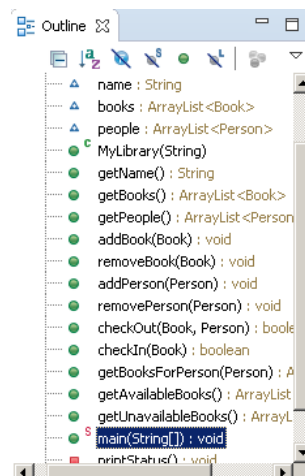 Outline
name : String
books : ArrayList<Book>
people : ArrayList<Person>
C MyLibrary(String)
getName() : String
getBooks() : ArrayList<Book>
getPeople() : ArrayList<Person
addBook(Book) : void
removeBook(Book) : void
addPerson(Person) : void
removePerson(Person) : void
checkOut(Book, Person) : boole
checkIn(Book) : boolean
getBooksForPerson(Person) : A
getAvailableBooks() : ArrayList
getUnavailableBooks() : ArrayL
S main(String[]) : void
printStatus() : void